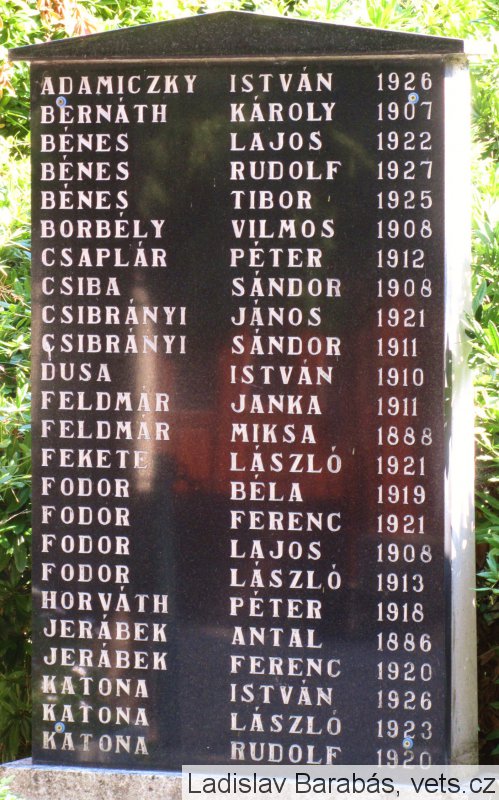 ADAMICZKY ISTVÁN 1926
BERNÁTH KÁROLY 1907
BÉNES LAJOS 1922
BÉNES RUDOLF 1927
BÉNES TIBOR 1925
BORBÉLY VILMOS 1908
CSAPLÁR PÉTER 1912
CSIBA SÁNDOR 1908
CSIBRÁNYI JÁNOS 1921
CSIBRÁNYI SÁNDOR 1911
DUSA ISTVÁN 1910
FELDMÁR JANKA 1911
FELDMÁR MIKSA 1888
FEKETE LÁSZLÓ 1921
FODOR BÉLA 1919
FODOR FERENC 1921
FODOR LAJOS 1908
FODOR LÁSZLÓ 1913
HORVÁTH PÉTER 1918
JERÁBEK ANTAL 1886
JERÁBEK FERENC 1920
KATONA ISTVÁN 1926
KATONA LÁSZLÓ 1923
KATONA RUDOLF 1920
Ladislav Barabás, vets.cz